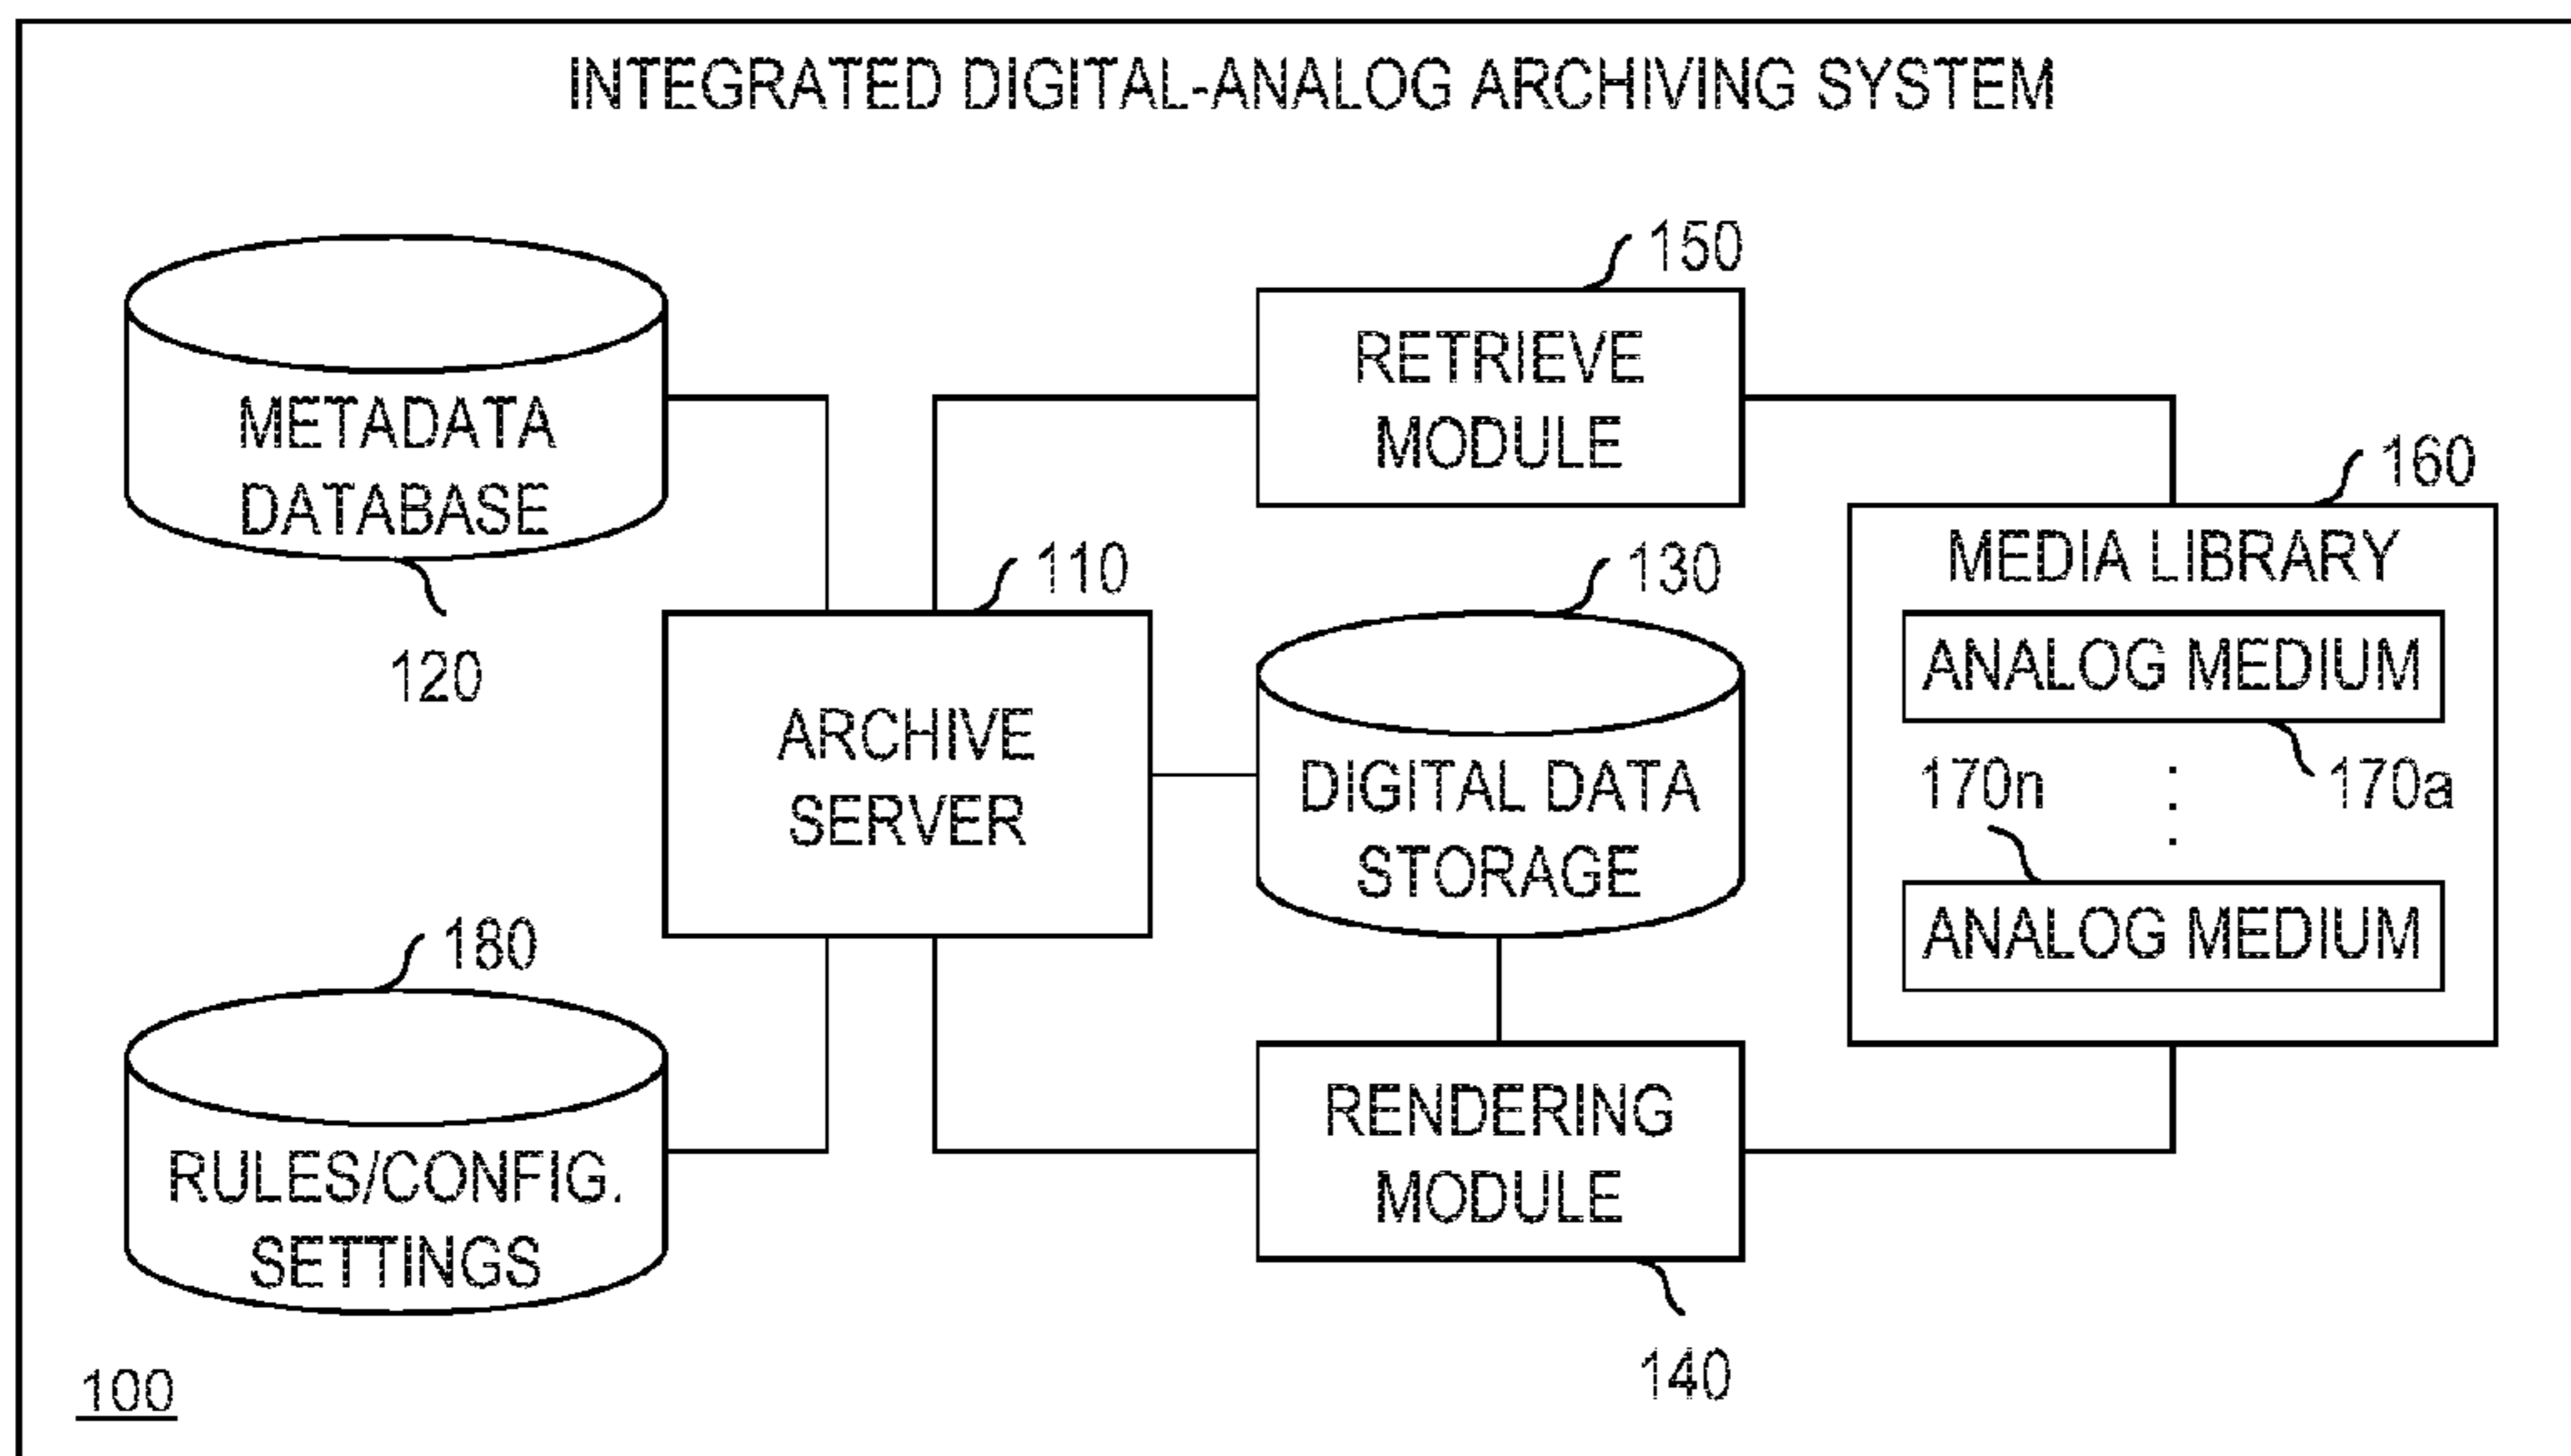 INTEGRATED DIGITAL-ANALOG ARCHIVING SYSTEM
150
RETRIEVE
MODULE
METADATA
DATABASE
120
160
MEDIA LIBRARY
ANALOG MEDIUM
170a
170n
ANALOG MEDIUM
110
ARCHIVE
SERVER
130
DIGITAL DATA
STORAGE
180
RULES/CONFIG.
SETTINGS
RENDERING
MODULE
140
100